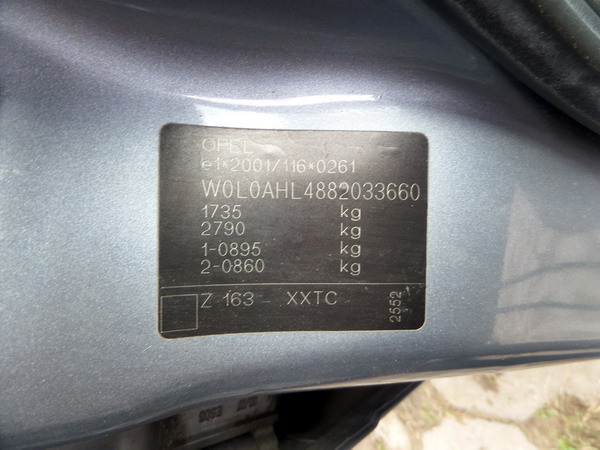 OPEL
e1*2001/116*0261
W0L0AHL4882033660
1735 kg
2790 kg
1-0895 kg
2-0860 kg
Z 163 XXTC
2552